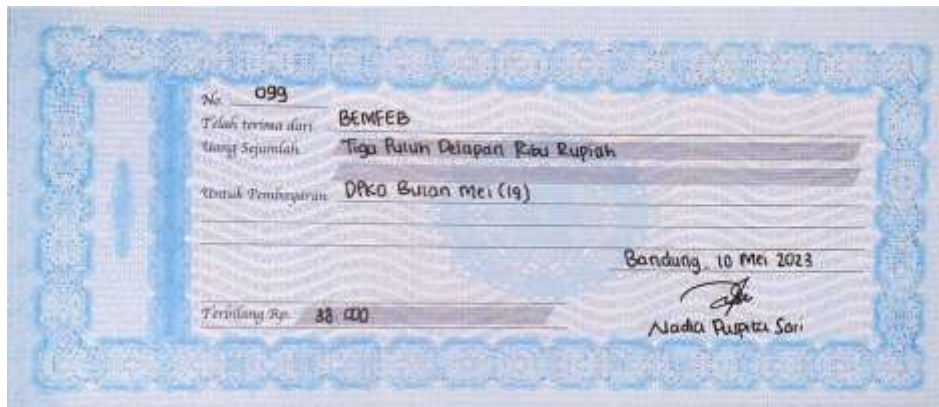 No. 099
Telah terima dari BEMFEB
Uang Sejumlah Tiga Puluh Delapan Ribu Rupiah
Untuk Pembayaran DPKO Bulan Mei (19)
Bandung, 10 Mei 2023
Terbilang Rp. 38.000
Nadia Puspita Sari